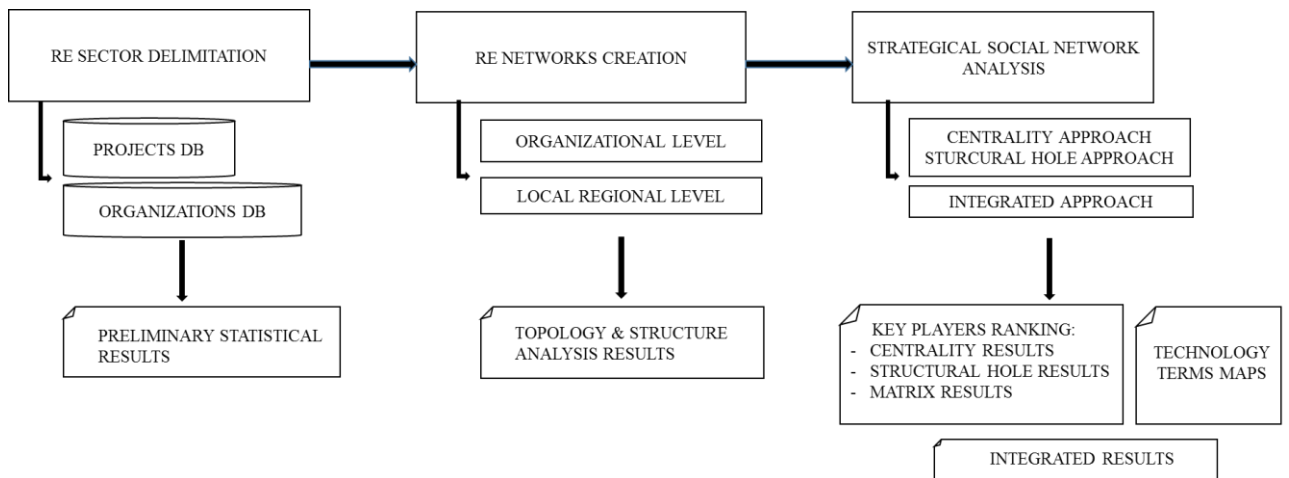 RE SECTOR DELIMITATION
PROJECTS DB
ORGANIZATIONS DB
PRELIMINARY STATISTICAL
RESULTS
RE NETWORKS CREATION
ORGANIZATIONAL LEVEL
LOCAL REGIONAL LEVEL
TOPOLOGY & STRUCTURE
ANALYSIS RESULTS
STRATEGICAL SOCIAL NETWORK
ANALYSIS
CENTRALITY APPROACH
STURCURAL HOLE APPROACH
INTEGRATED APPROACH
KEY PLAYERS RANKING:
- CENTRALITY RESULTS
- STRUCTURAL HOLE RESULTS
- MATRIX RESULTS
TECHNOLOGY
TERMS MAPS
INTEGRATED RESULTS